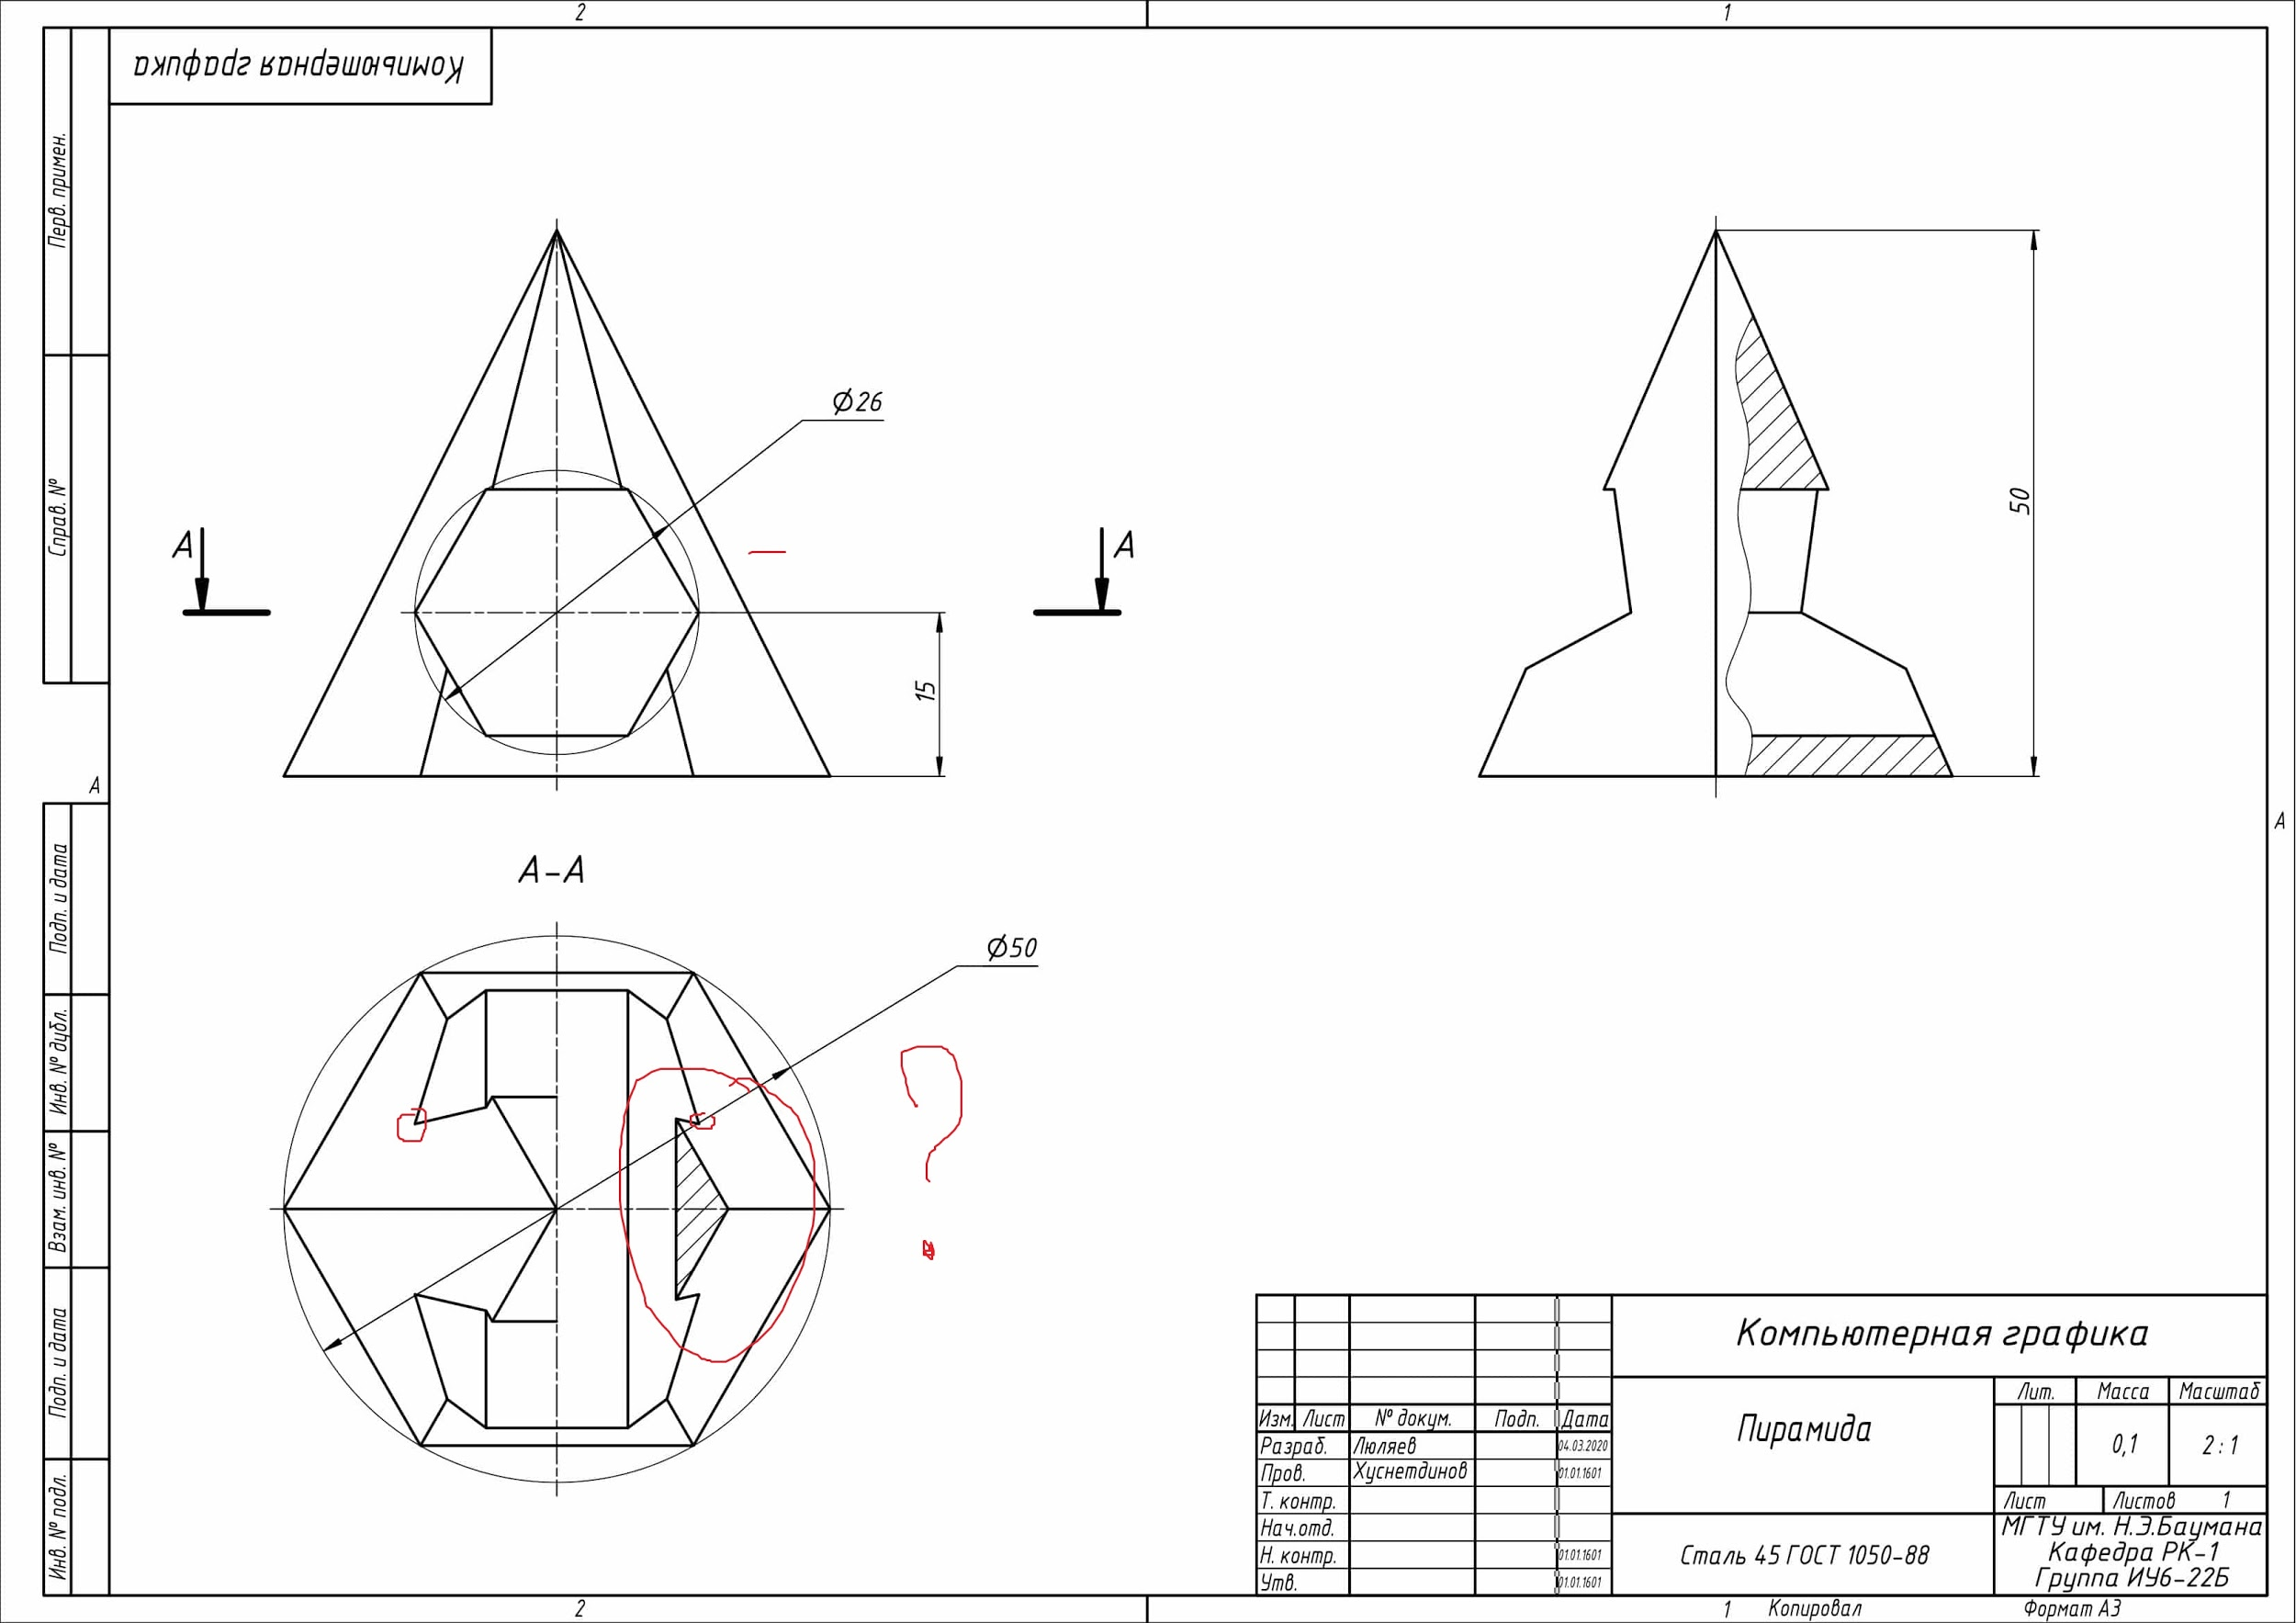 2
1
Компьютерная графика
Перв. примен.
Справ. №
Подп. и дата
Инв. № дубл.
Взам. инв. №
Подп. и дата
Инв. № подл.
А
А
⌀26
А
А
15
50
А-А
⌀50
?
Компьютерная графика
Изм. Лист № докум. Подп. Дата
Разраб. Люляев 04.03.2020
Пров. Хуснетдинов 01.01.1601
Т. контр.
Нач.отд.
Н. контр. 01.01.1601
Утв. 01.01.1601
Пирамида
Лит. Масса Масштаб
0,1 2:1
Лист Листов 1
Сталь 45 ГОСТ 1050-88
МГТУ им. Н.Э.Баумана
Кафедра РК-1
Группа ИУ6-22Б
2
1 Копировал Формат А3